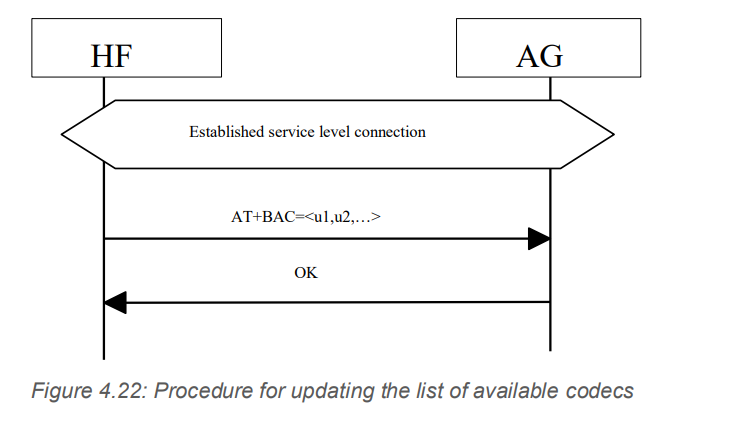 HF
AG
Established service level connection
AT+BAC=<u1,u2,…>
OK
Figure 4.22: Procedure for updating the list of available codecs